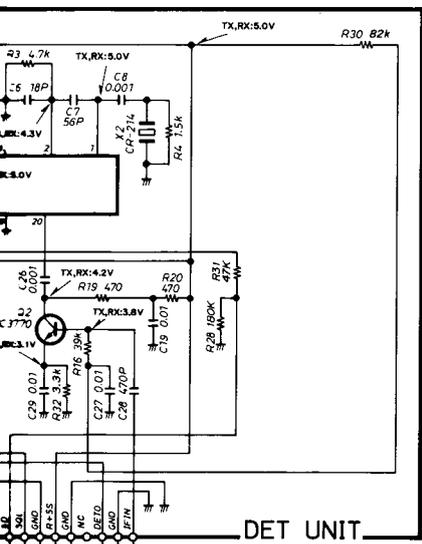 TX,RX:5.0V
R30 82k
R3 4.7k
TX,RX:5.0V
C6 18P
C8 0.001
C7 56P
X2 CR-214
R4 1.5k
RX:4.3V
2
1
RX:5.0V
20
C26 0.001
TX,RX:4.2V
R19 470
R20 470
R31 47K
Q2
C3770
TX,RX:3.8V
C19 0.01
R28 180K
RX:3.1V
R16 39k
C29 0.01
R32 3.3k
C27 0.01
C28 470P
SQL
GND
R+5S
GND
NC
DETO
GND
IFIN
DET UNIT